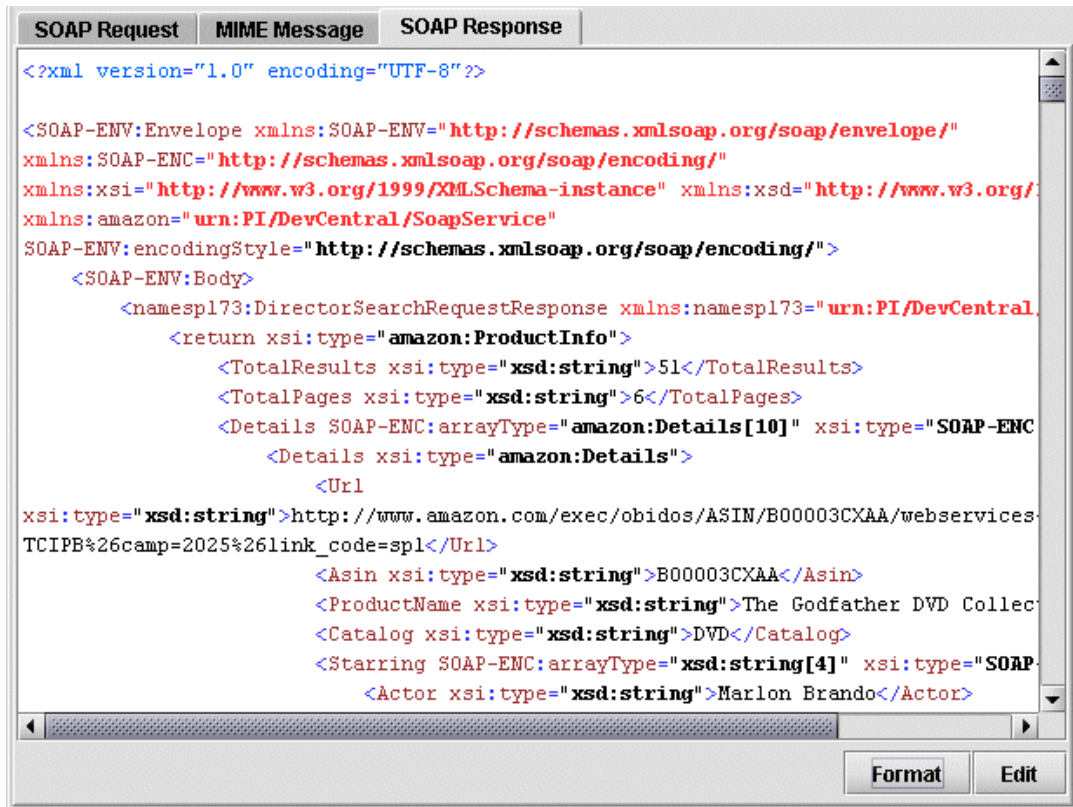 SOAP Request MIME Message SOAP Response
<?xml version="1.0" encoding="UTF-8"?>
<SOAP-ENV:Envelope xmlns:SOAP-ENV="http://schemas.xmlsoap.org/soap/envelope/"
xmlns:SOAP-ENC="http://schemas.xmlsoap.org/soap/encoding/"
xmlns:xsi="http://www.w3.org/1999/XMLSchema-instance" xmlns:xsd="http://www.w3.org/1
xmlns:amazon="urn:PI/DevCentral/SoapService"
SOAP-ENV:encodingStyle="http://schemas.xmlsoap.org/soap/encoding/">
<SOAP-ENV:Body>
<namesp173:DirectorSearchRequestResponse xmlns:namesp173="urn:PI/DevCentral
<return xsi:type="amazon:ProductInfo">
<TotalResults xsi:type="xsd:string">51</TotalResults>
<TotalPages xsi:type="xsd:string">6</TotalPages>
<Details SOAP-ENC:arrayType="amazon:Details[10]" xsi:type="SOAP-ENC
<Details xsi:type="amazon:Details">
<Url
xsi:type="xsd:string">http://www.amazon.com/exec/obidos/ASIN/B00003CXAA/webservices-
TCIPB%26camp=2025%26link_code=sp1</Url>
<Asin xsi:type="xsd:string">B00003CXAA</Asin>
<ProductName xsi:type="xsd:string">The Godfather DVD Collec
<Catalog xsi:type="xsd:string">DVD</Catalog>
<Starring SOAP-ENC:arrayType="xsd:string[4]" xsi:type="SOAP-
<Actor xsi:type="xsd:string">Marlon Brando</Actor>
Format Edit